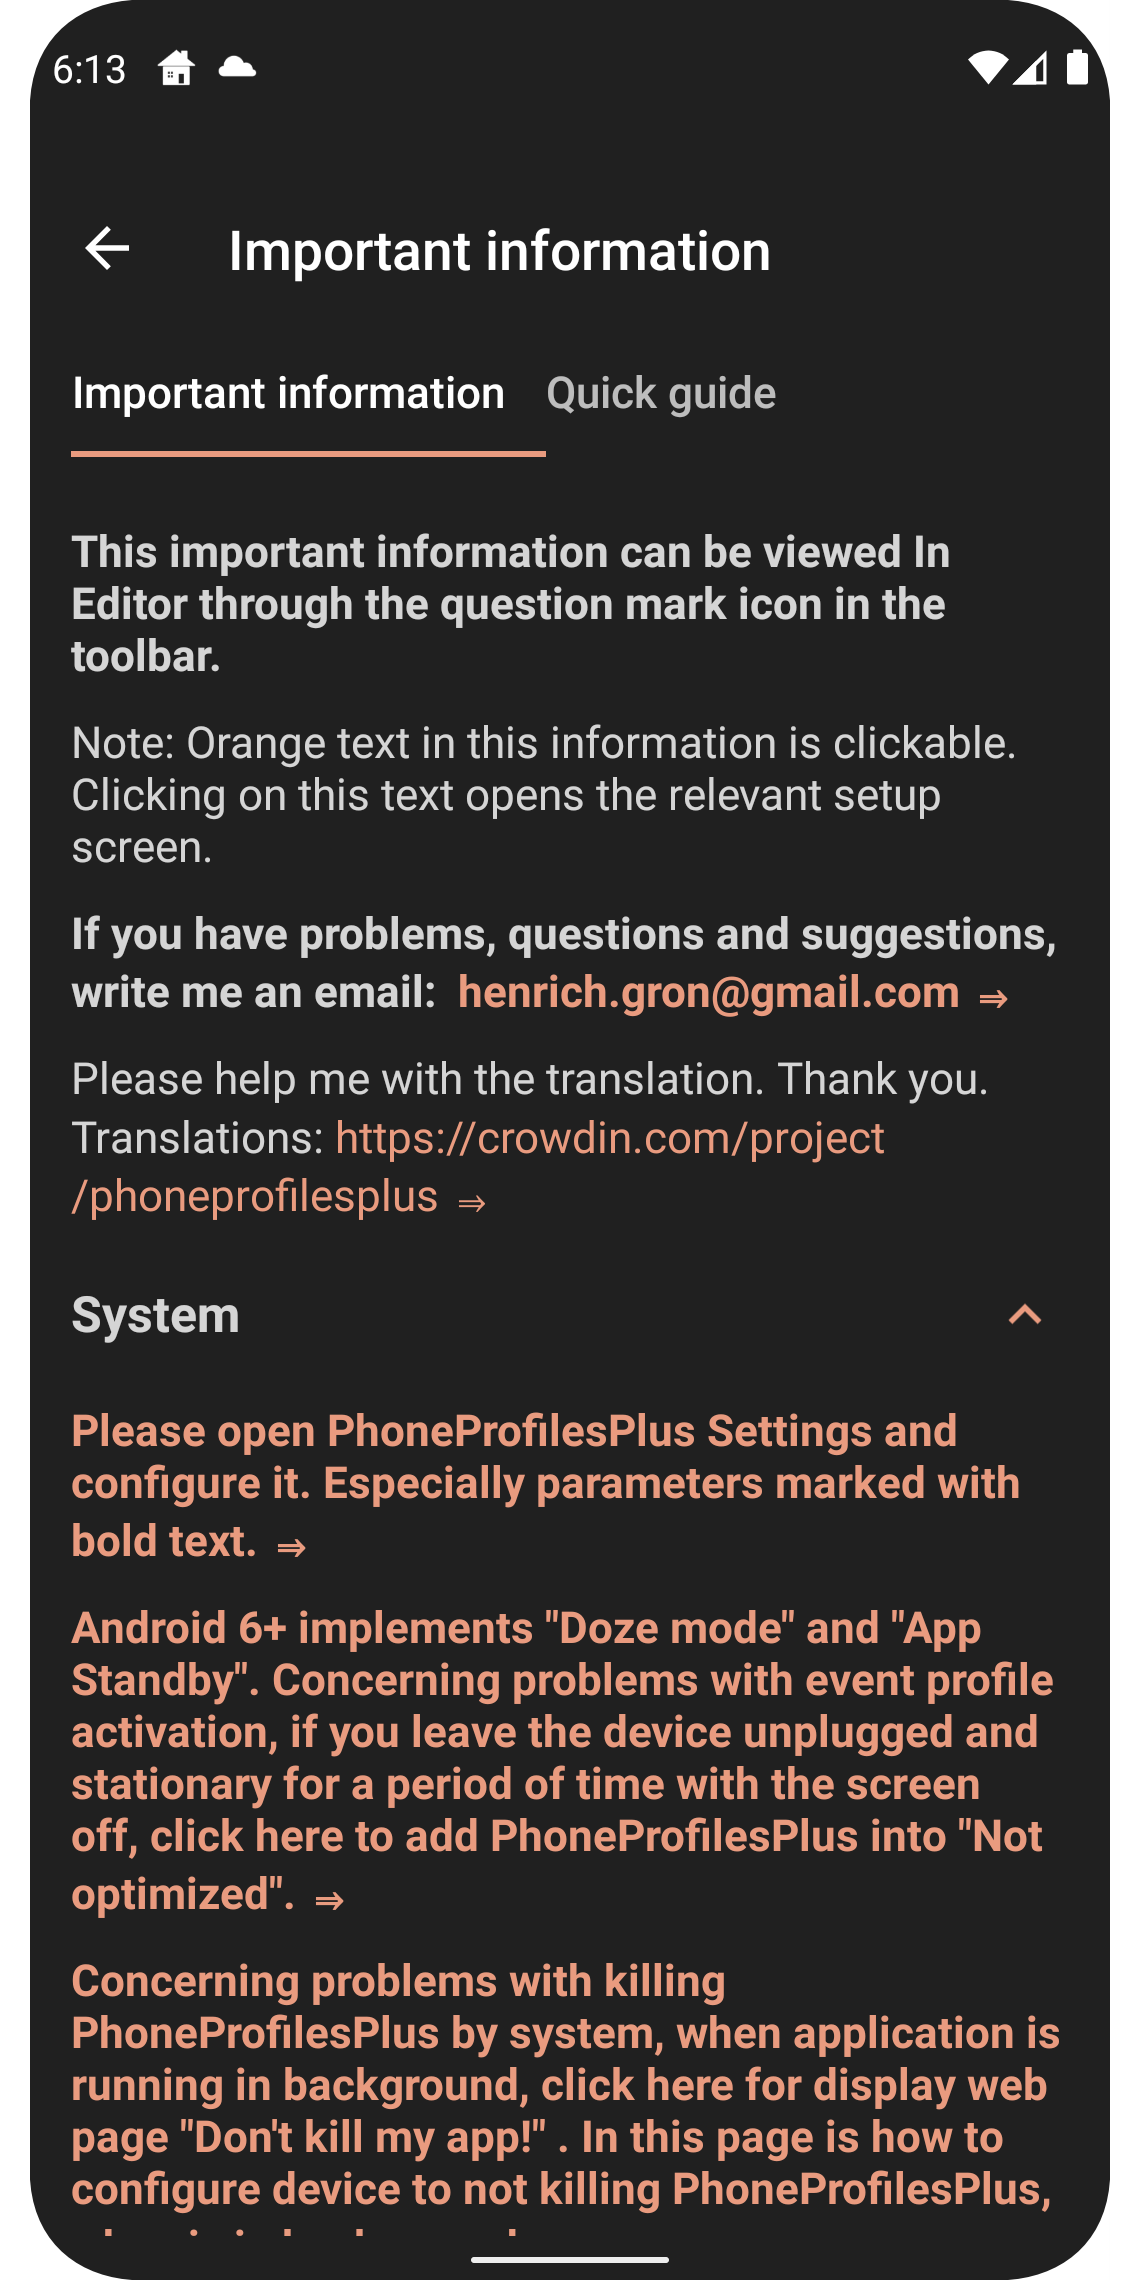 6:13
Important information
Important information Quick guide
This important information can be viewed In
Editor through the question mark icon in the
toolbar.
Note: Orange text in this information is clickable.
Clicking on this text opens the relevant setup
screen.
If you have problems, questions and suggestions,
write me an email: henrich.gron@gmail.com ⇒
Please help me with the translation. Thank you.
Translations: https://crowdin.com/project
/phoneprofilesplus ⇒
System
Please open PhoneProfilesPlus Settings and
configure it. Especially parameters marked with
bold text. ⇒
Android 6+ implements "Doze mode" and "App
Standby". Concerning problems with event profile
activation, if you leave the device unplugged and
stationary for a period of time with the screen
off, click here to add PhoneProfilesPlus into "Not
optimized". ⇒
Concerning problems with killing
PhoneProfilesPlus by system, when application is
running in background, click here for display web
page "Don't kill my app!" . In this page is how to
configure device to not killing PhoneProfilesPlus,